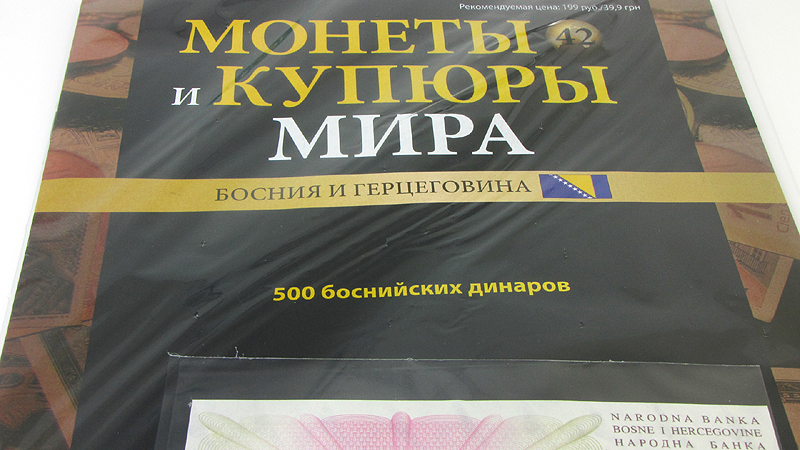 Рекомендуемая цена: 199 руб./39,9 грн
МОНЕТЫ 42
И КУПЮРЫ
МИРА
БОСНИЯ И ГЕРЦЕГОВИНА
500 боснийских динаров
NARODNA BANKA
BOSNE I HERCEGOVINE
НАРОДНА БАНКА